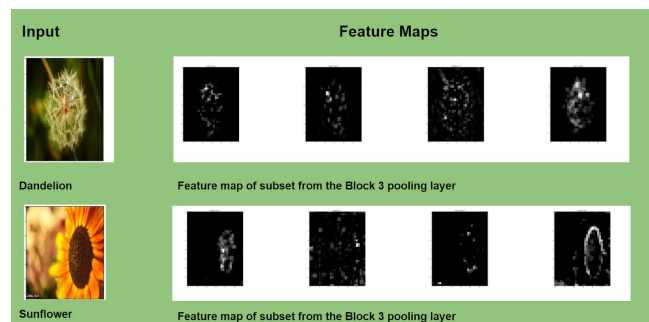 Input
Feature Maps
Dandelion
Feature map of subset from the Block 3 pooling layer
Sunflower
Feature map of subset from the Block 3 pooling layer